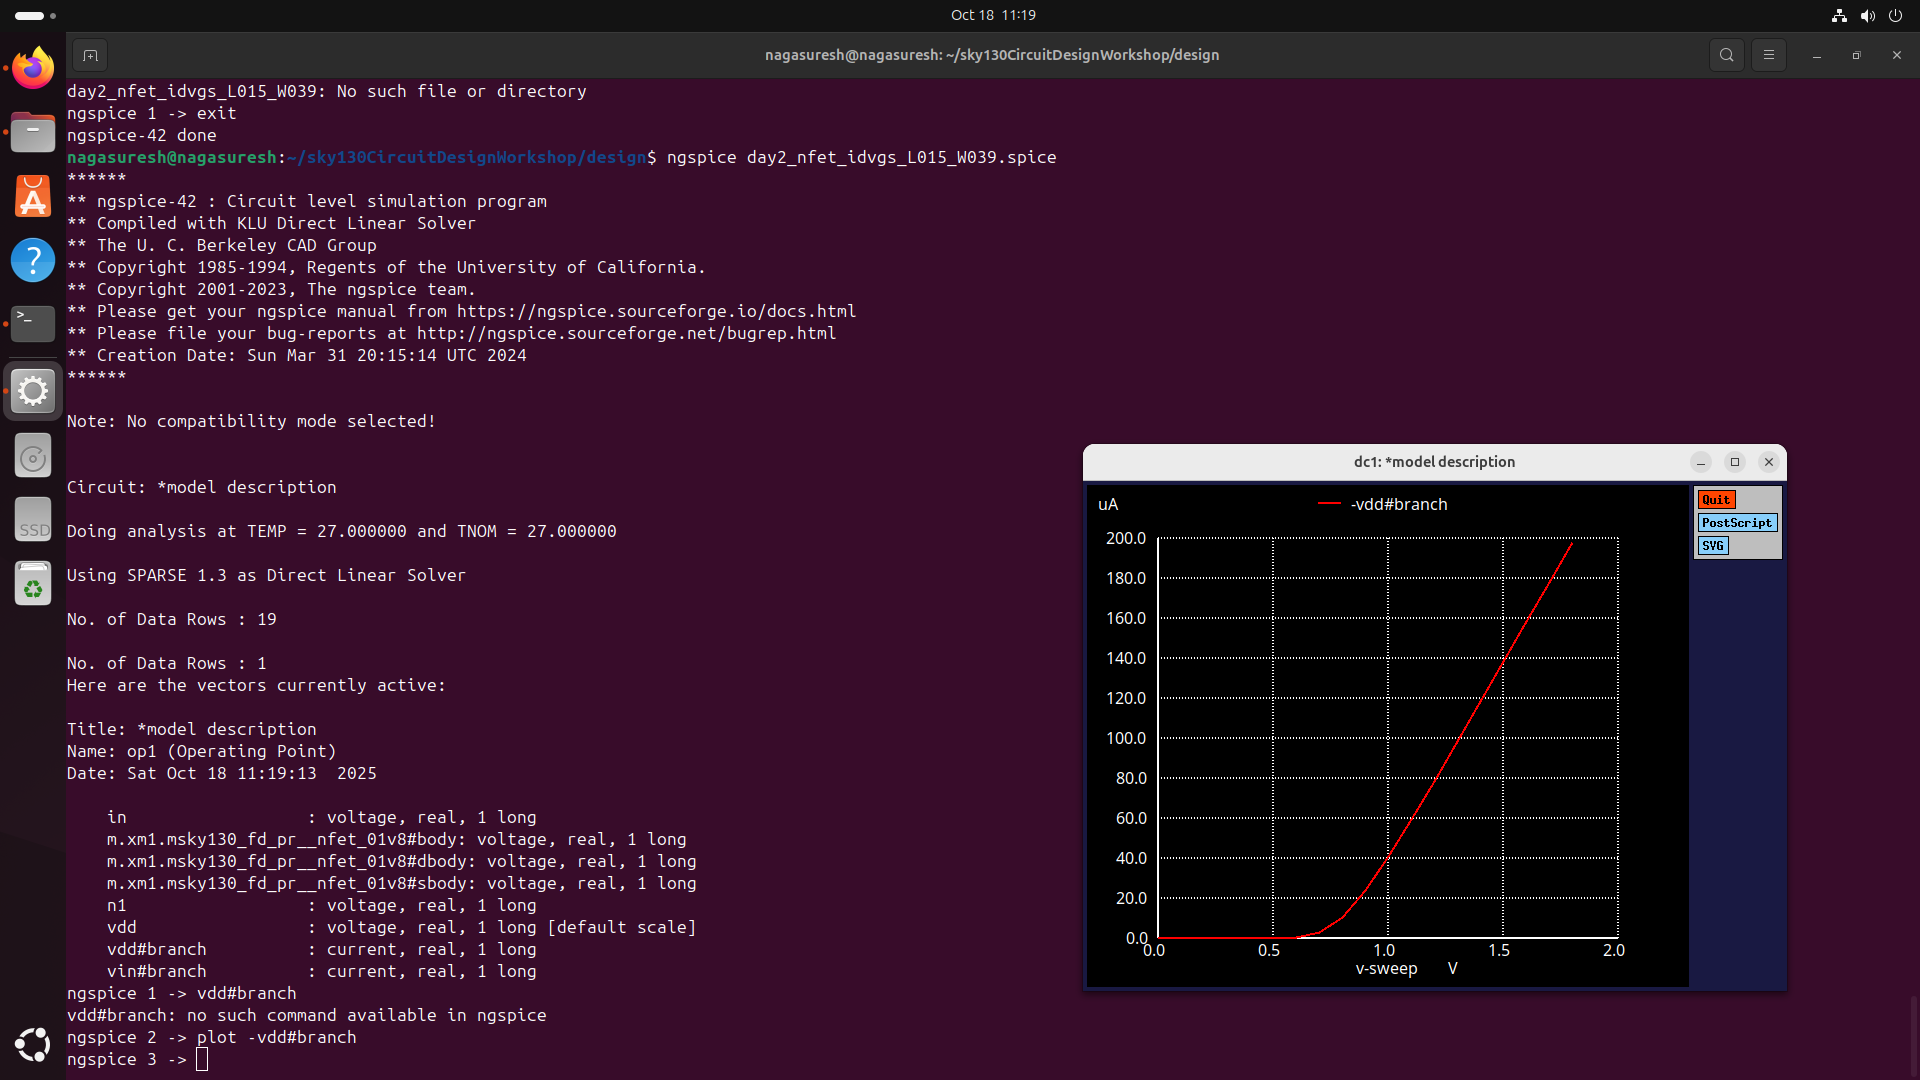 Oct 18 11:19
nagasuresh@nagasuresh: ~/sky130CircuitDesignWorkshop/design
day2_nfet_idvgs_L015_W039: No such file or directory
ngspice 1 -> exit
ngspice-42 done
nagasuresh@nagasuresh:~/sky130CircuitDesignWorkshop/design$ ngspice day2_nfet_idvgs_L015_W039.spice
******
** ngspice-42 : Circuit level simulation program
** Compiled with KLU Direct Linear Solver
** The U. C. Berkeley CAD Group
** Copyright 1985-1994, Regents of the University of California.
** Copyright 2001-2023, The ngspice team.
** Please get your ngspice manual from https://ngspice.sourceforge.io/docs.html
** Please file your bug-reports at http://ngspice.sourceforge.net/bugrep.html
** Creation Date: Sun Mar 31 20:15:14 UTC 2024
******
Note: No compatibility mode selected!
Circuit: *model description
Doing analysis at TEMP = 27.000000 and TNOM = 27.000000
Using SPARSE 1.3 as Direct Linear Solver
No. of Data Rows : 19
No. of Data Rows : 1
Here are the vectors currently active:
Title: *model description
Name: op1 (Operating Point)
Date: Sat Oct 18 11:19:13  2025
in : voltage, real, 1 long
m.xm1.msky130_fd_pr__nfet_01v8#body: voltage, real, 1 long
m.xm1.msky130_fd_pr__nfet_01v8#dbody: voltage, real, 1 long
m.xm1.msky130_fd_pr__nfet_01v8#sbody: voltage, real, 1 long
n1 : voltage, real, 1 long
vdd : voltage, real, 1 long [default scale]
vdd#branch : current, real, 1 long
vin#branch : current, real, 1 long
ngspice 1 -> vdd#branch
vdd#branch: no such command available in ngspice
ngspice 2 -> plot -vdd#branch
ngspice 3 ->
SSD
dc1: *model description
uA
-vdd#branch
Quit
PostScript
SVG
200.0
180.0
160.0
140.0
120.0
100.0
80.0
60.0
40.0
20.0
0.0
0.0 0.5 1.0 1.5 2.0
v-sweep V